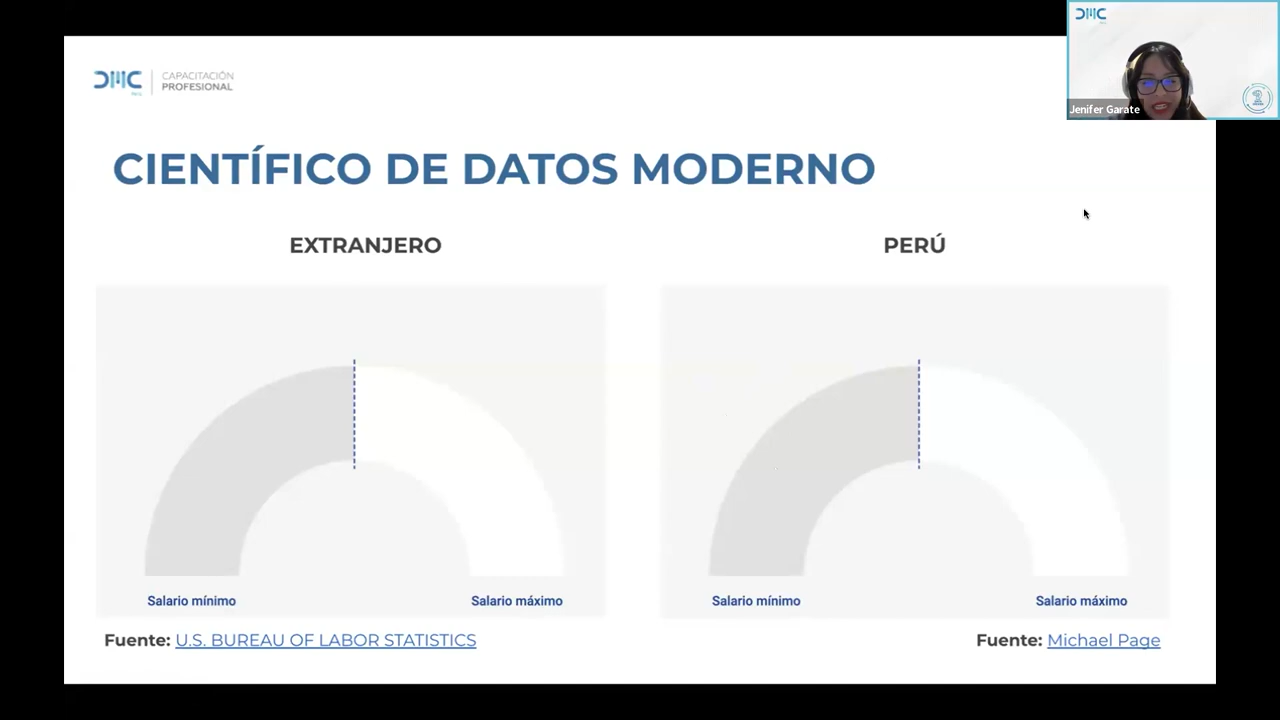 DMC
CAPACITACIÓN
PROFESIONAL
DMC
Jenifer Garate
CIENTÍFICO DE DATOS MODERNO
EXTRANJERO
PERÚ
Salario mínimo
Salario máximo
Salario mínimo
Salario máximo
Fuente: U.S. BUREAU OF LABOR STATISTICS
Fuente: Michael Page